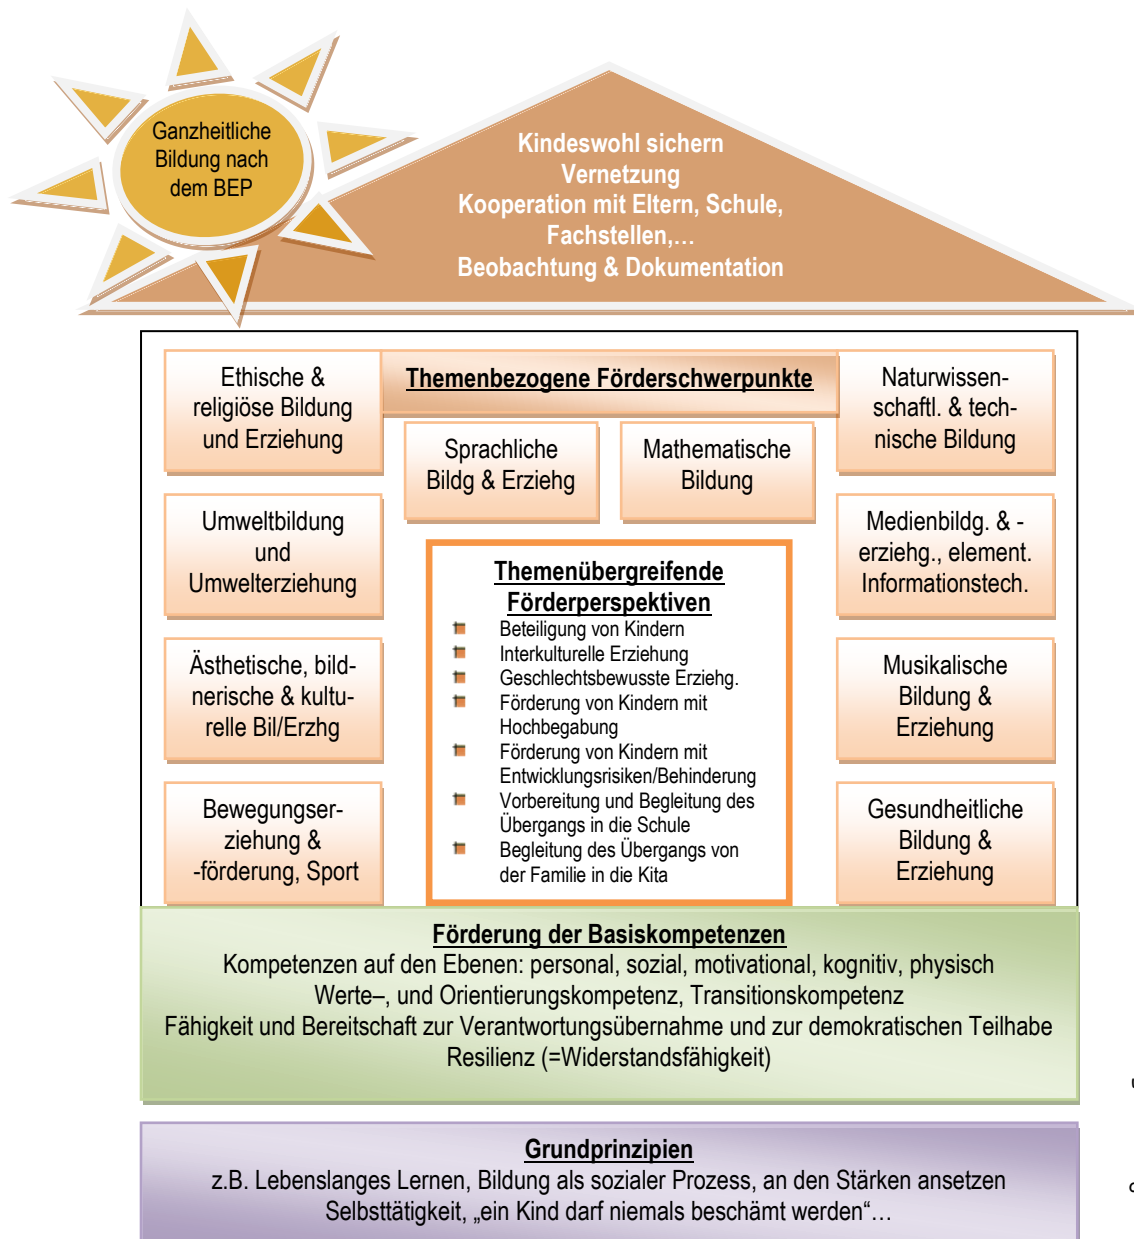 Ganzheitliche
Bildung nach
dem BEP
Kindeswohl sichern
Vernetzung
Kooperation mit Eltern, Schule,
Fachstellen,…
Beobachtung & Dokumentation
Themenbezogene Förderschwerpunkte
Ethische &
religiöse Bildung
und Erziehung
Umweltbildung
und
Umwelterziehung
Ästhetische, bild-
nerische & kultu-
relle Bil/Erzhg
Bewegungser-
ziehung &
-förderung, Sport
Sprachliche
Bildg & Erziehg
Mathematische
Bildung
Naturwissen-
schaftl. & tech-
nische Bildung
Medienbildg. & -
erziehg., element.
Informationstech.
Musikalische
Bildung &
Erziehung
Gesundheitliche
Bildung &
Erziehung
Themenübergreifende
Förderperspektiven
Beteiligung von Kindern
Interkulturelle Erziehung
Geschlechtsbewusste Erziehg.
Förderung von Kindern mit
Hochbegabung
Förderung von Kindern mit
Entwicklungsrisiken/Behinderung
Vorbereitung und Begleitung des
Übergangs in die Schule
Begleitung des Übergangs von
der Familie in die Kita
Förderung der Basiskompetenzen
Kompetenzen auf den Ebenen: personal, sozial, motivational, kognitiv, physisch
Werte–, und Orientierungskompetenz, Transitionskompetenz
Fähigkeit und Bereitschaft zur Verantwortungsübernahme und zur demokratischen Teilhabe
Resilienz (=Widerstandsfähigkeit)
Grundprinzipien
z.B. Lebenslanges Lernen, Bildung als sozialer Prozess, an den Stärken ansetzen
Selbsttätigkeit, „ein Kind darf niemals beschämt werden“…